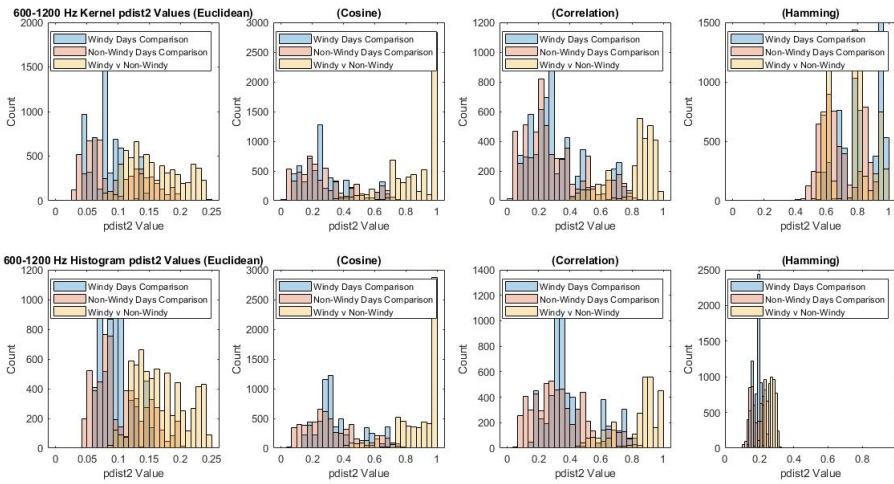 600-1200 Hz Kernel pdist2 Values (Euclidean)
2000
1500
1000
500
0
Count
Windy Days Comparison
Non-Windy Days Comparison
Windy v Non-Windy
0 0.05 0.1 0.15 0.2 0.25
pdist2 Value
(Cosine)
3000
2500
2000
1500
1000
500
0
Count
Windy Days Comparison
Non-Windy Days Comparison
Windy v Non-Windy
0 0.2 0.4 0.6 0.8 1
pdist2 Value
(Correlation)
1200
1000
800
600
400
200
0
Count
Windy Days Comparison
Non-Windy Days Comparison
Windy v Non-Windy
0 0.2 0.4 0.6 0.8 1
pdist2 Value
(Hamming)
1500
1000
500
0
Count
Windy Days Comparison
Non-Windy Days Comparison
Windy v Non-Windy
0 0.2 0.4 0.6 0.8 1
pdist2 Value
600-1200 Hz Histogram pdist2 Values (Euclidean)
1200
1000
800
600
400
200
0
Count
Windy Days Comparison
Non-Windy Days Comparison
Windy v Non-Windy
0 0.05 0.1 0.15 0.2 0.25
pdist2 Value
(Cosine)
3000
2500
2000
1500
1000
500
0
Count
Windy Days Comparison
Non-Windy Days Comparison
Windy v Non-Windy
0 0.2 0.4 0.6 0.8 1
pdist2 Value
(Correlation)
1400
1200
1000
800
600
400
200
0
Count
Windy Days Comparison
Non-Windy Days Comparison
Windy v Non-Windy
0 0.2 0.4 0.6 0.8 1
pdist2 Value
(Hamming)
2500
2000
1500
1000
500
0
Count
Windy Days Comparison
Non-Windy Days Comparison
Windy v Non-Windy
0 0.2 0.4 0.6 0.8 1
pdist2 Value